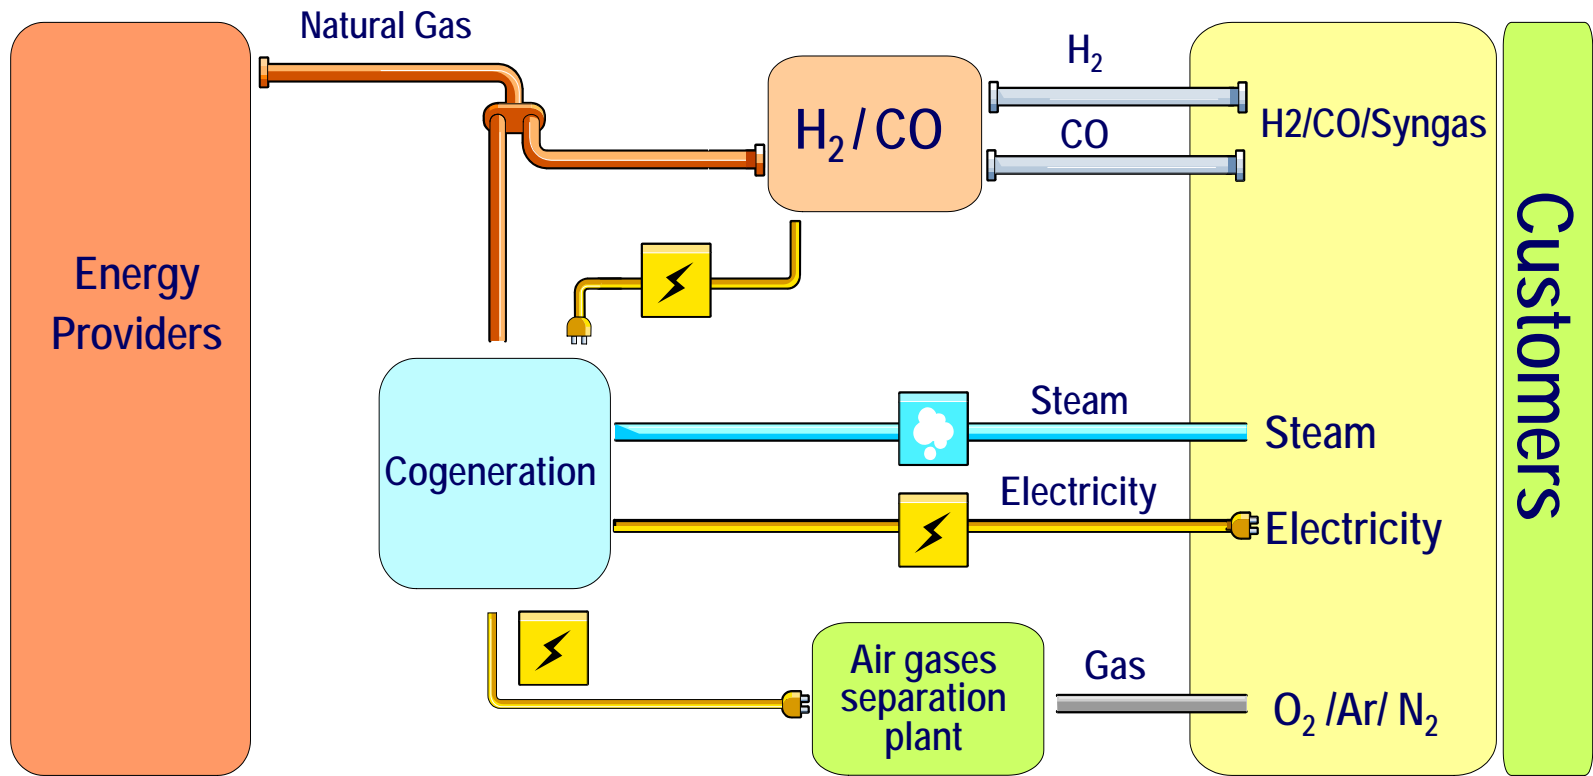 Natural Gas
Energy
Providers
H₂ / CO
H₂
CO
H2/CO/Syngas
Customers
Cogeneration
Steam
Steam
Electricity
Electricity
Air gases
separation
plant
Gas
O₂ /Ar/ N₂